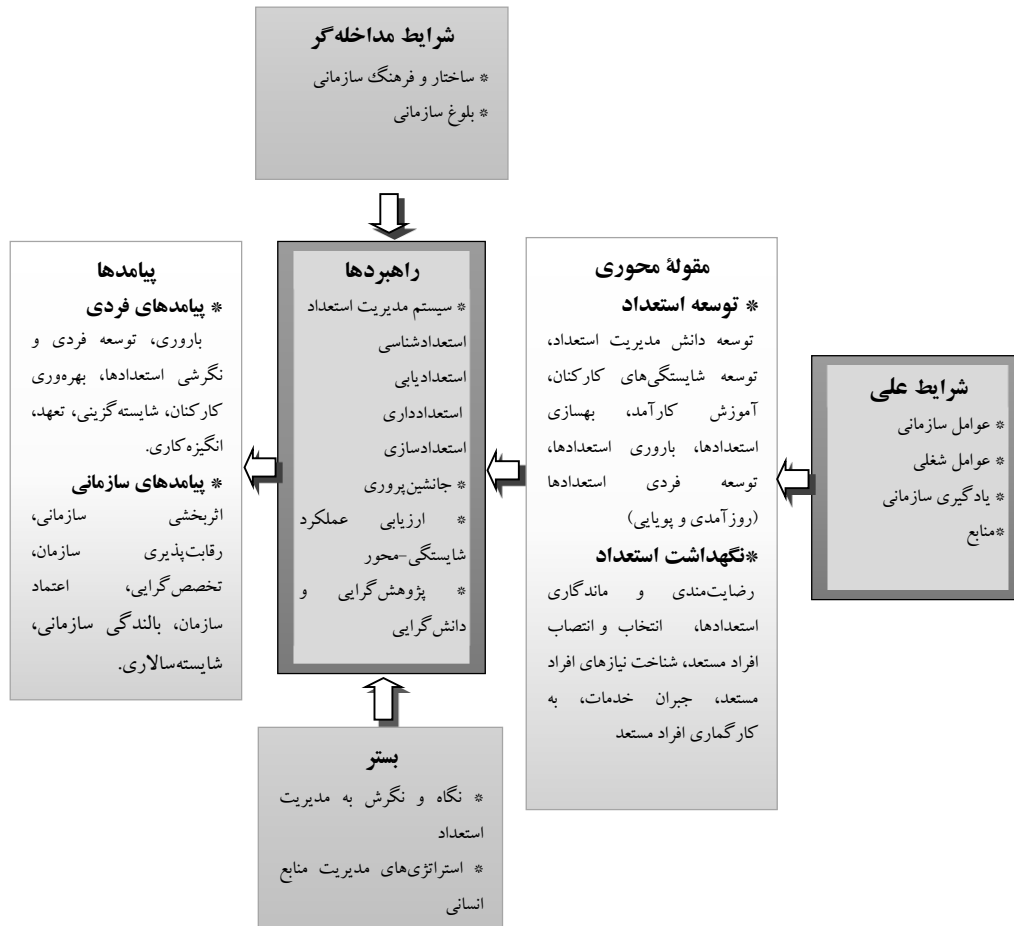 شرایط مداخله‌گر
* ساختار و فرهنگ سازمانی
* بلوغ سازمانی
شرایط علی
* عوامل سازمانی
* عوامل شغلی
* یادگیری سازمانی
*منابع
مقولهٔ محوری
* توسعه استعداد
توسعه دانش مدیریت استعداد،
توسعه شایستگی‌های کارکنان،
آموزش کارآمد، بهسازی
استعدادها، باروری استعدادها،
توسعه فردی استعدادها
(روزآمدی و پویایی)
*نگهداشت استعداد
رضایت‌مندی و ماندگاری
استعدادها، انتخاب و انتصاب
افراد مستعد، شناخت نیازهای افراد
مستعد، جبران خدمات، به
کارگماری افراد مستعد
راهبردها
* سیستم مدیریت استعداد
استعدادشناسی
استعدادیابی
استعدادداری
استعدادسازی
* جانشین‌پروری
* ارزیابی عملکرد
شایستگی-محور
* پژوهش‌گرایی و
دانش‌گرایی
پیامدها
* پیامدهای فردی
باروری، توسعه فردی و
نگرشی استعدادها، بهره‌وری
کارکنان، شایسته‌گزینی، تعهد،
انگیزه‌کاری.
* پیامدهای سازمانی
اثربخشی سازمانی،
رقابت‌پذیری سازمان،
تخصص‌گرایی، اعتماد
سازمان، بالندگی سازمانی،
شایسته‌سالاری.
بستر
* نگاه و نگرش به مدیریت
استعداد
* استراتژی‌های مدیریت منابع
انسانی